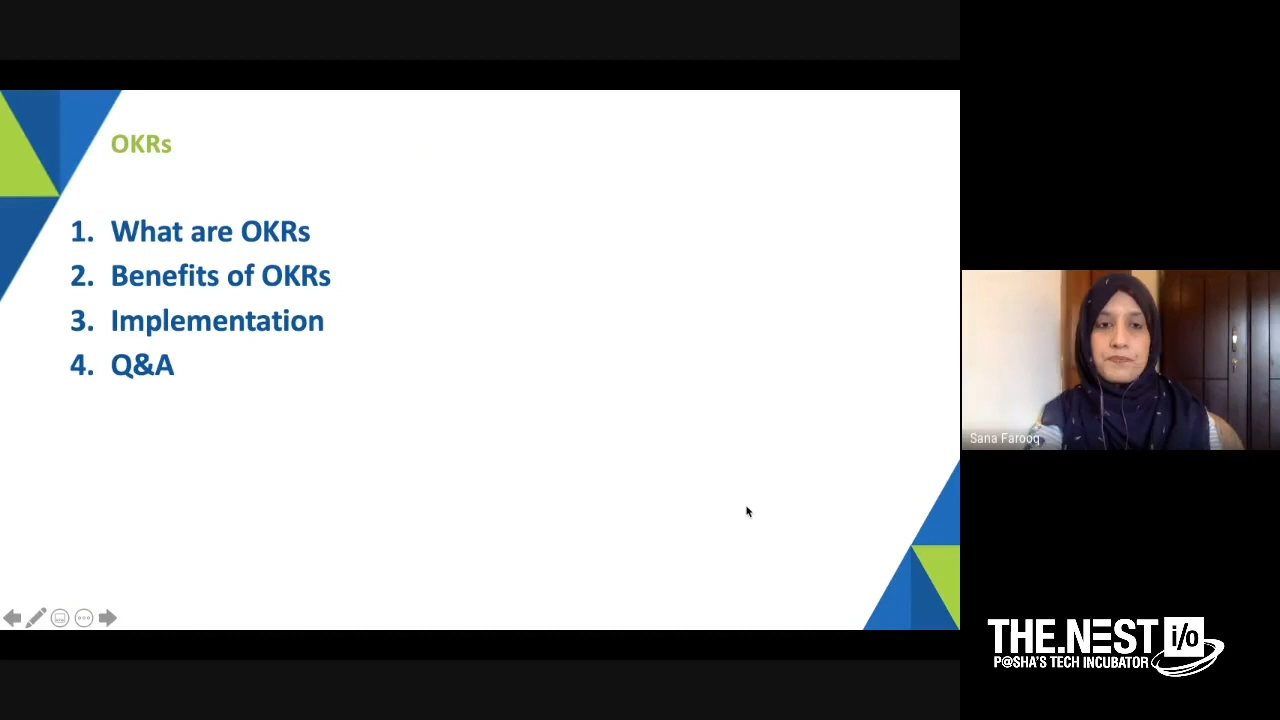 OKRs
1. What are OKRs
2. Benefits of OKRs
3. Implementation
4. Q&A
Sana Farooq
THE.NEST i/o
P@SHA'S TECH INCUBATOR